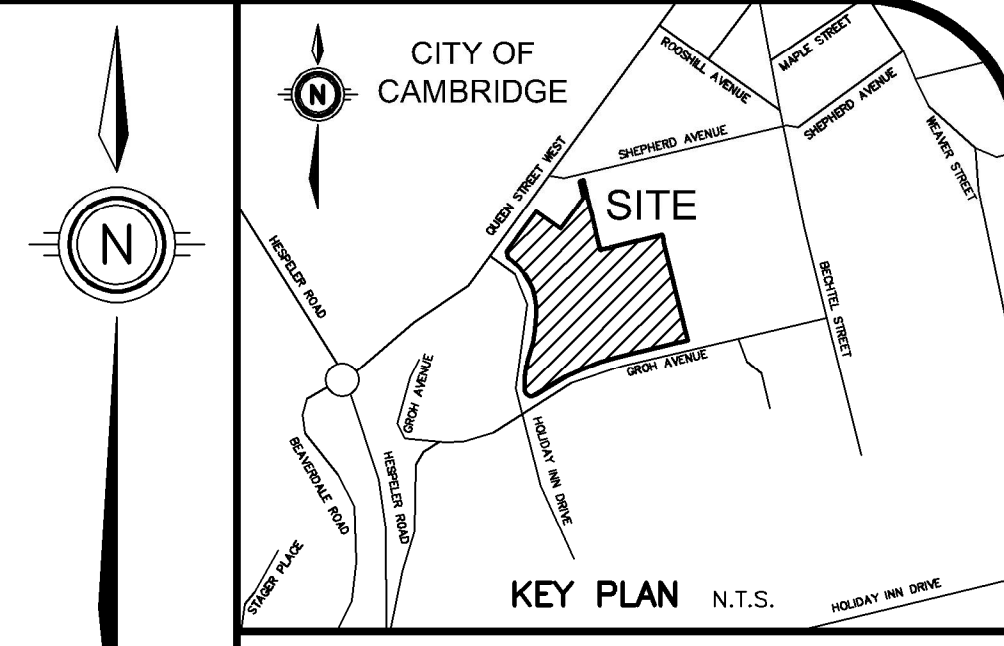 N
N
CITY OF
CAMBRIDGE
ROOSHILL AVENUE
MAPLE STREET
SHEPHERD AVENUE
SHEPHERD AVENUE
WEAVER STREET
QUEEN STREET WEST
SITE
HESPELER ROAD
BECHTEL STREET
GROH AVENUE
GROH AVENUE
HOLIDAY INN DRIVE
BEAVERDALE ROAD
HESPELER ROAD
STAGER PLACE
KEY PLAN N.T.S.
HOLIDAY INN DRIVE